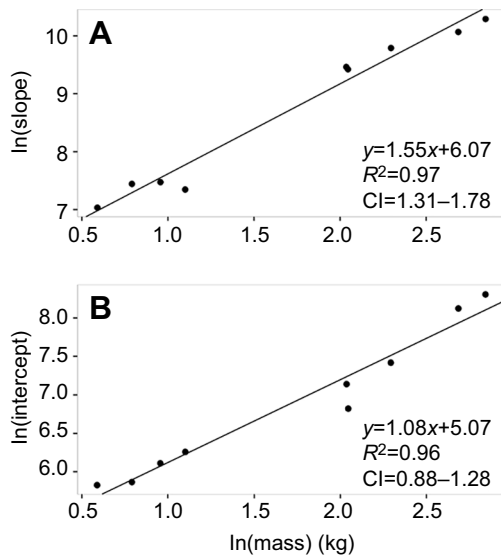 A
ln(slope)
10
9
8
7
y=1.55x+6.07
R²=0.97
CI=1.31–1.78
0.5 1.0 1.5 2.0 2.5
B
ln(intercept)
8.0
7.5
7.0
6.5
6.0
y=1.08x+5.07
R²=0.96
CI=0.88–1.28
0.5 1.0 1.5 2.0 2.5
ln(mass) (kg)